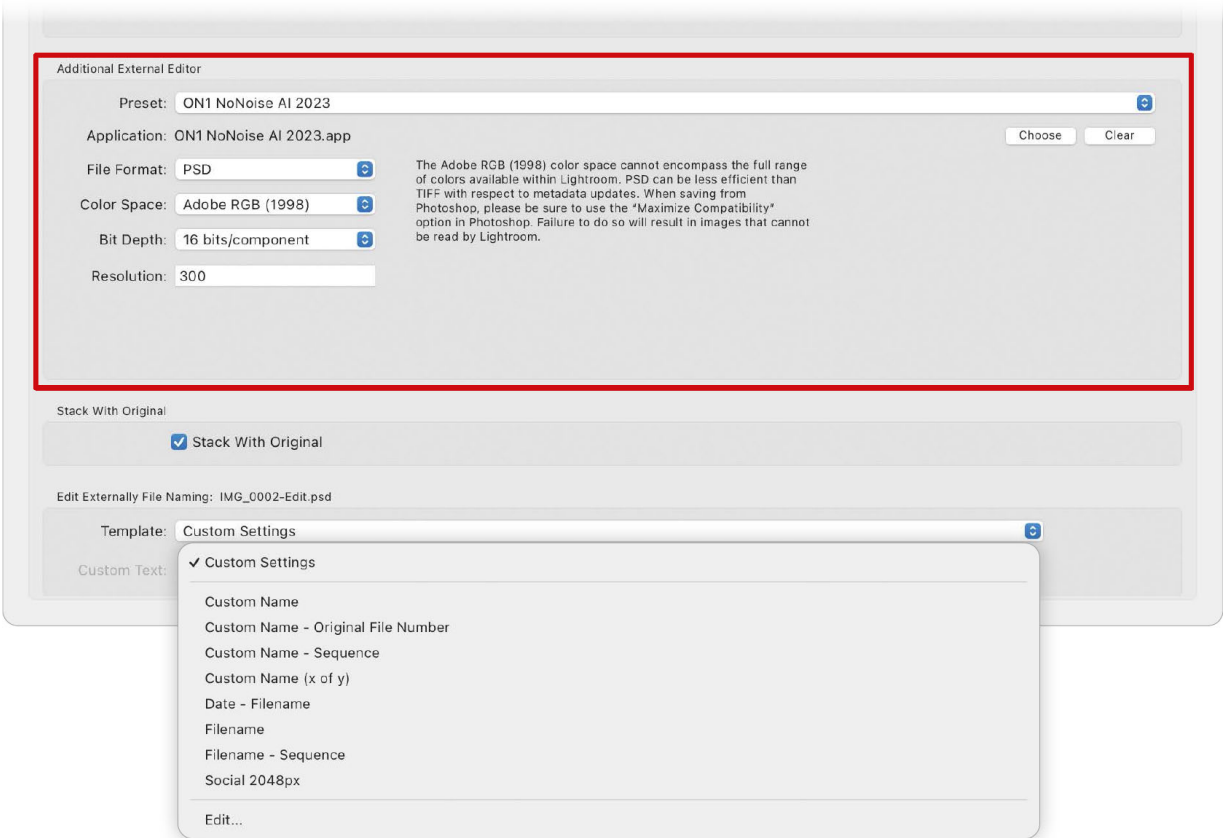 Additional External Editor
Preset: ON1 NoNoise AI 2023
Application: ON1 NoNoise AI 2023.app
Choose
Clear
File Format: PSD
Color Space: Adobe RGB (1998)
Bit Depth: 16 bits/component
Resolution: 300
The Adobe RGB (1998) color space cannot encompass the full range
of colors available within Lightroom. PSD can be less efficient than
TIFF with respect to metadata updates. When saving from
Photoshop, please be sure to use the “Maximize Compatibility”
option in Photoshop. Failure to do so will result in images that cannot
be read by Lightroom.
Stack With Original
Stack With Original
Edit Externally File Naming: IMG_0002-Edit.psd
Template: Custom Settings
Custom Text:
✓ Custom Settings
Custom Name
Custom Name - Original File Number
Custom Name - Sequence
Custom Name (x of y)
Date - Filename
Filename
Filename - Sequence
Social 2048px
Edit...